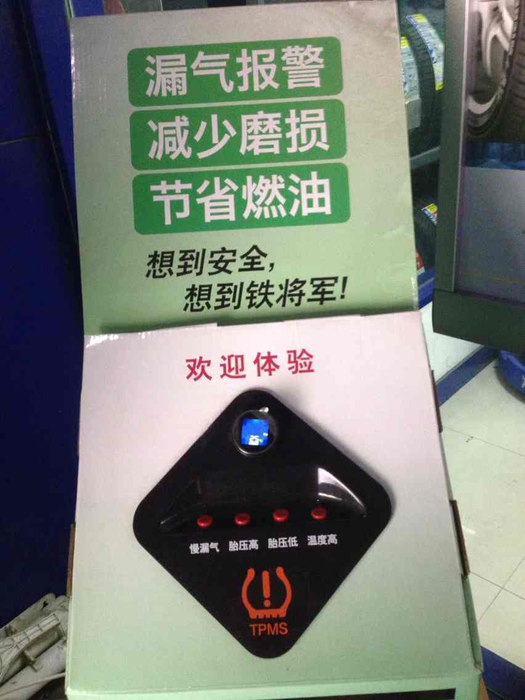 漏气报警
减少磨损
节省燃油
想到安全，
想到铁将军！
欢迎体验
慢漏气 胎压高 胎压低 温度高
TPMS